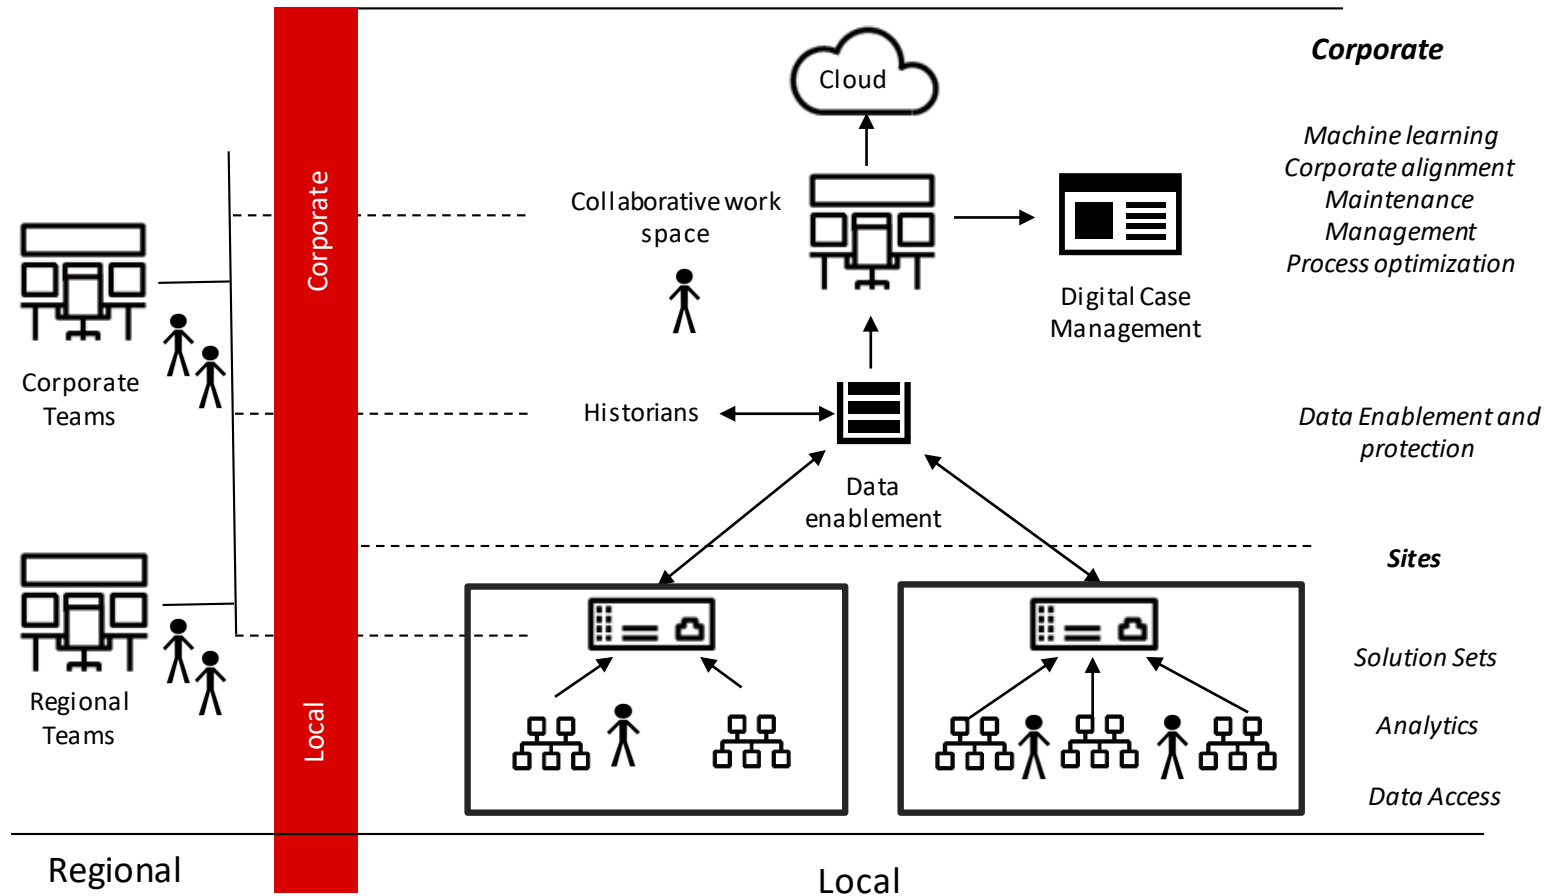 Corporate
Cloud
Machine learning
Corporate alignment
Maintenance
Management
Process optimization
Corporate
Collaborative work
space
Digital Case
Management
Corporate
Teams
Historians
Data Enablement and
protection
Data
enablement
Sites
Regional
Teams
Local
Solution Sets
Analytics
Data Access
Regional
Local